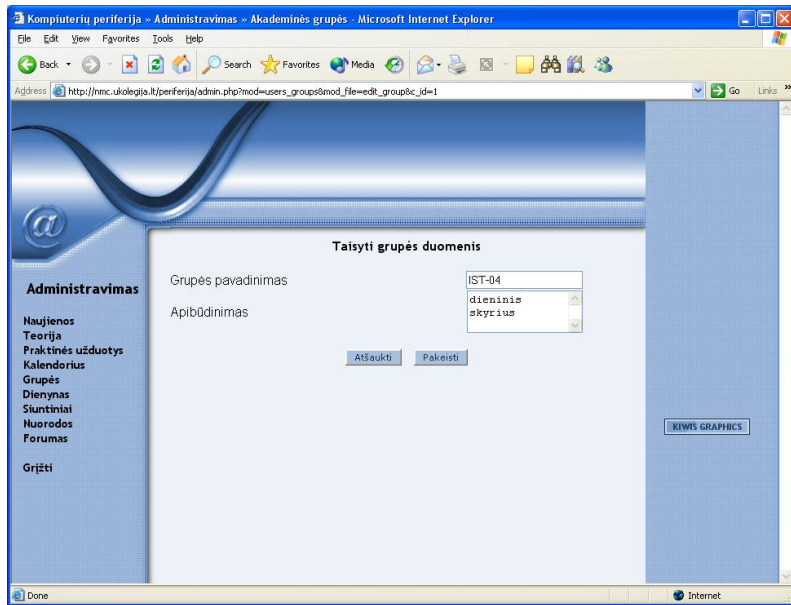 Kompiuterių periferija » Administravimas » Akademinės grupės - Microsoft Internet Explorer
File Edit View Favorites Tools Help
Back Search Favorites Media
Address http://nmc.ukolegija.lt/periferija/admin.php?mod=users_groups&mod_file=edit_group&c_id=1 Go Links »
@
Taisyti grupės duomenis
Administravimas
Naujienos
Teorija
Praktinės užduotys
Kalendorius
Grupės
Dienynas
Siuntiniai
Nuorodos
Forumas
Grįžti
Grupės pavadinimas IST-04
Apibūdinimas dieninis
skyrius
Atšaukti Pakeisti
KIWIS GRAPHICS
Done Internet